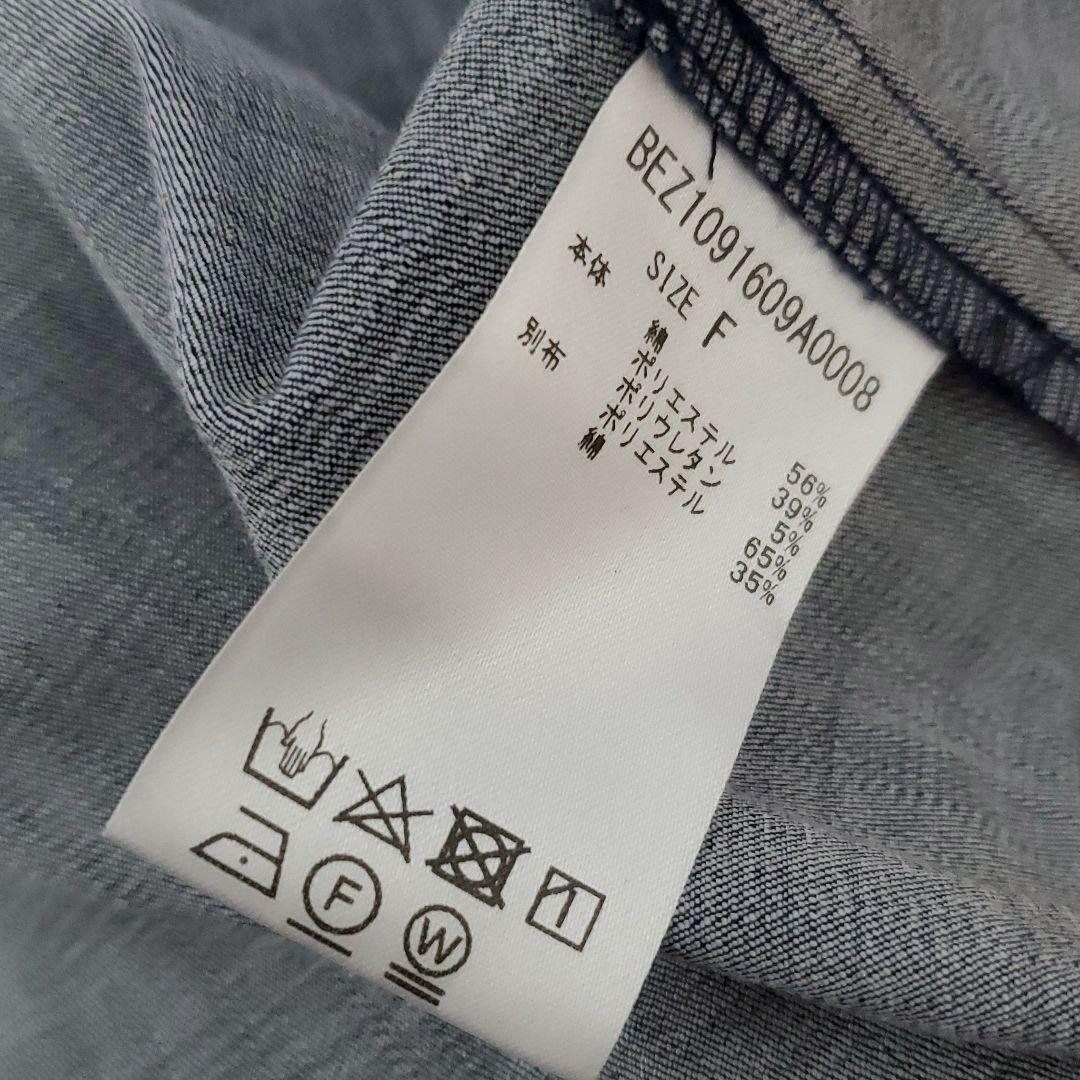 BEZ1091609A0008
SIZE F
本体 綿 56%
ポリエステル 39%
ポリウレタン 5%
別布 ポリエステル 65%
綿 35%
F
W